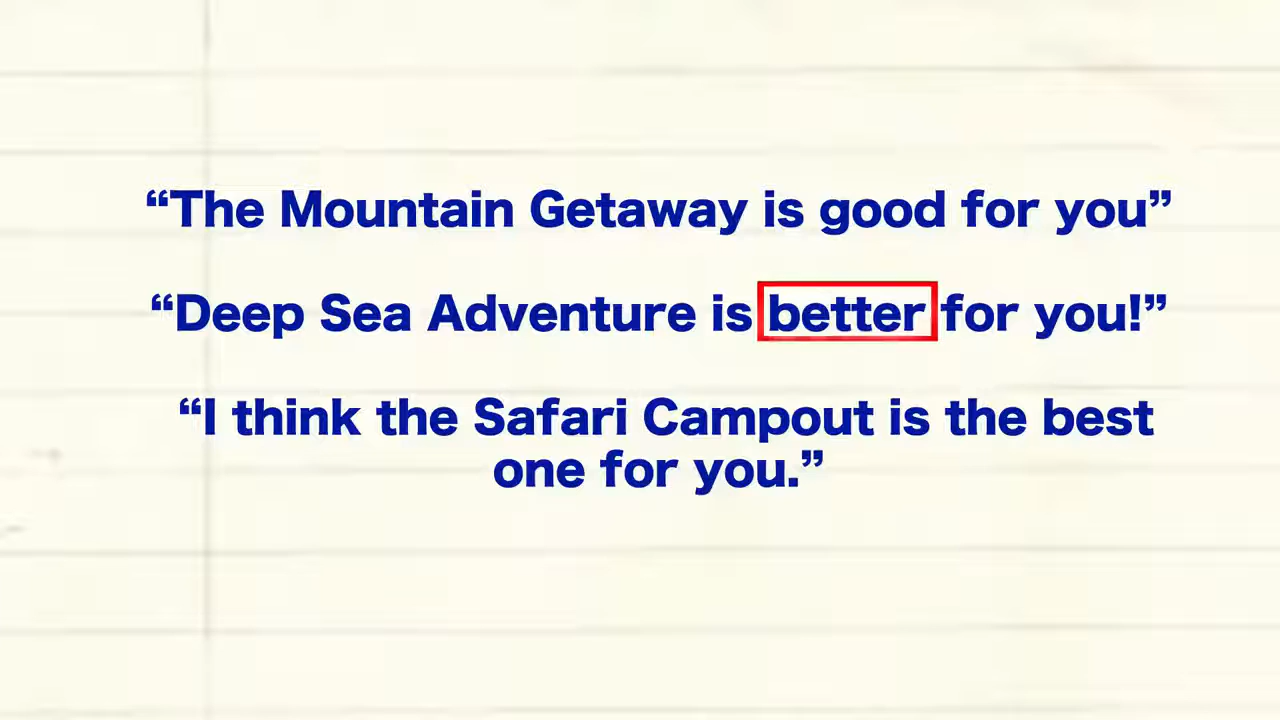 “The Mountain Getaway is good for you”
“Deep Sea Adventure is better for you!”
“I think the Safari Campout is the best
one for you.”